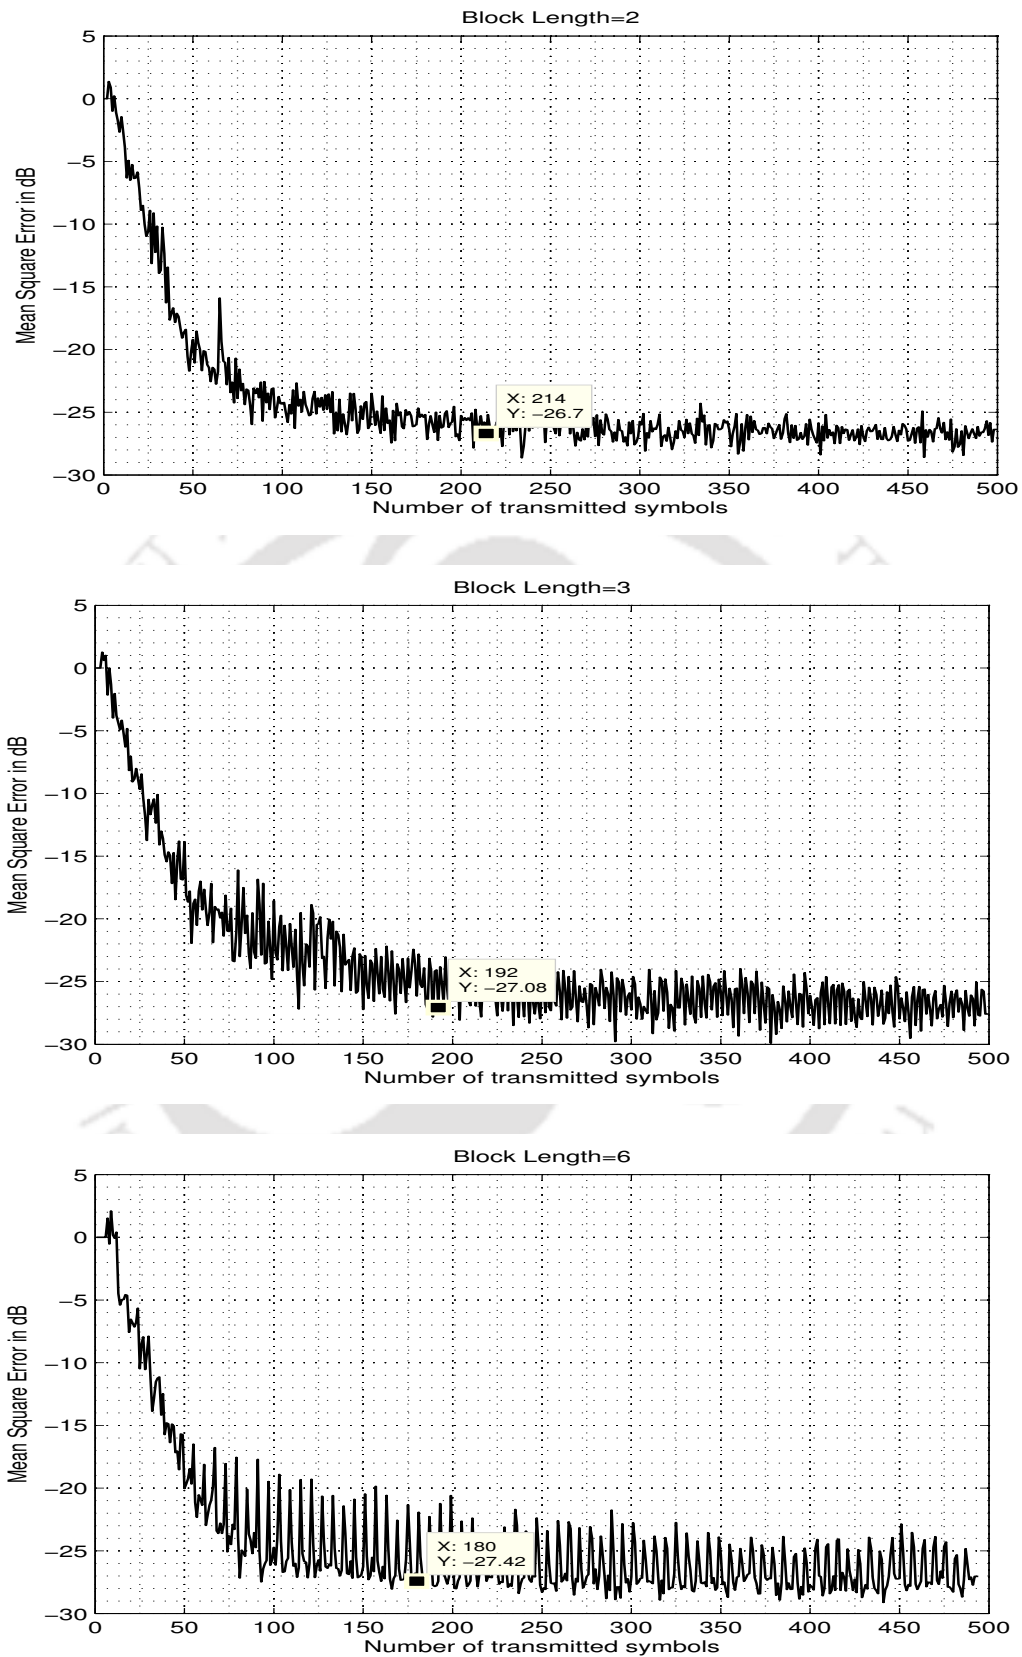 Block Length=2
5
0
−5
−10
−15
−20
−25
−30
Mean Square Error in dB
X: 214
Y: −26.7
0 50 100 150 200 250 300 350 400 450 500
Number of transmitted symbols
Block Length=3
5
0
−5
−10
−15
−20
−25
−30
Mean Square Error in dB
X: 192
Y: −27.08
0 50 100 150 200 250 300 350 400 450 500
Number of transmitted symbols
Block Length=6
5
0
−5
−10
−15
−20
−25
−30
Mean Square Error in dB
X: 180
Y: −27.42
0 50 100 150 200 250 300 350 400 450 500
Number of transmitted symbols